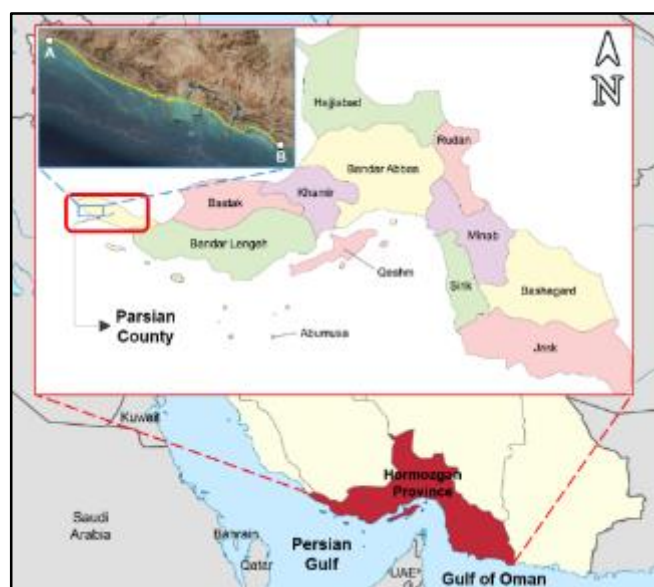 A
B
N
Hajjiabad
Rudan
Bandar Abbas
Khamir
Bastak
Minab
Bandar Lengeh
Qeshm
Sirik
Bashagard
Parsian
County
Abumusa
Jask
Kuwait
Hormozgan
Province
Saudi
Arabia
Bahrain
Persian
Gulf
Qatar
UAE
Gulf of Oman